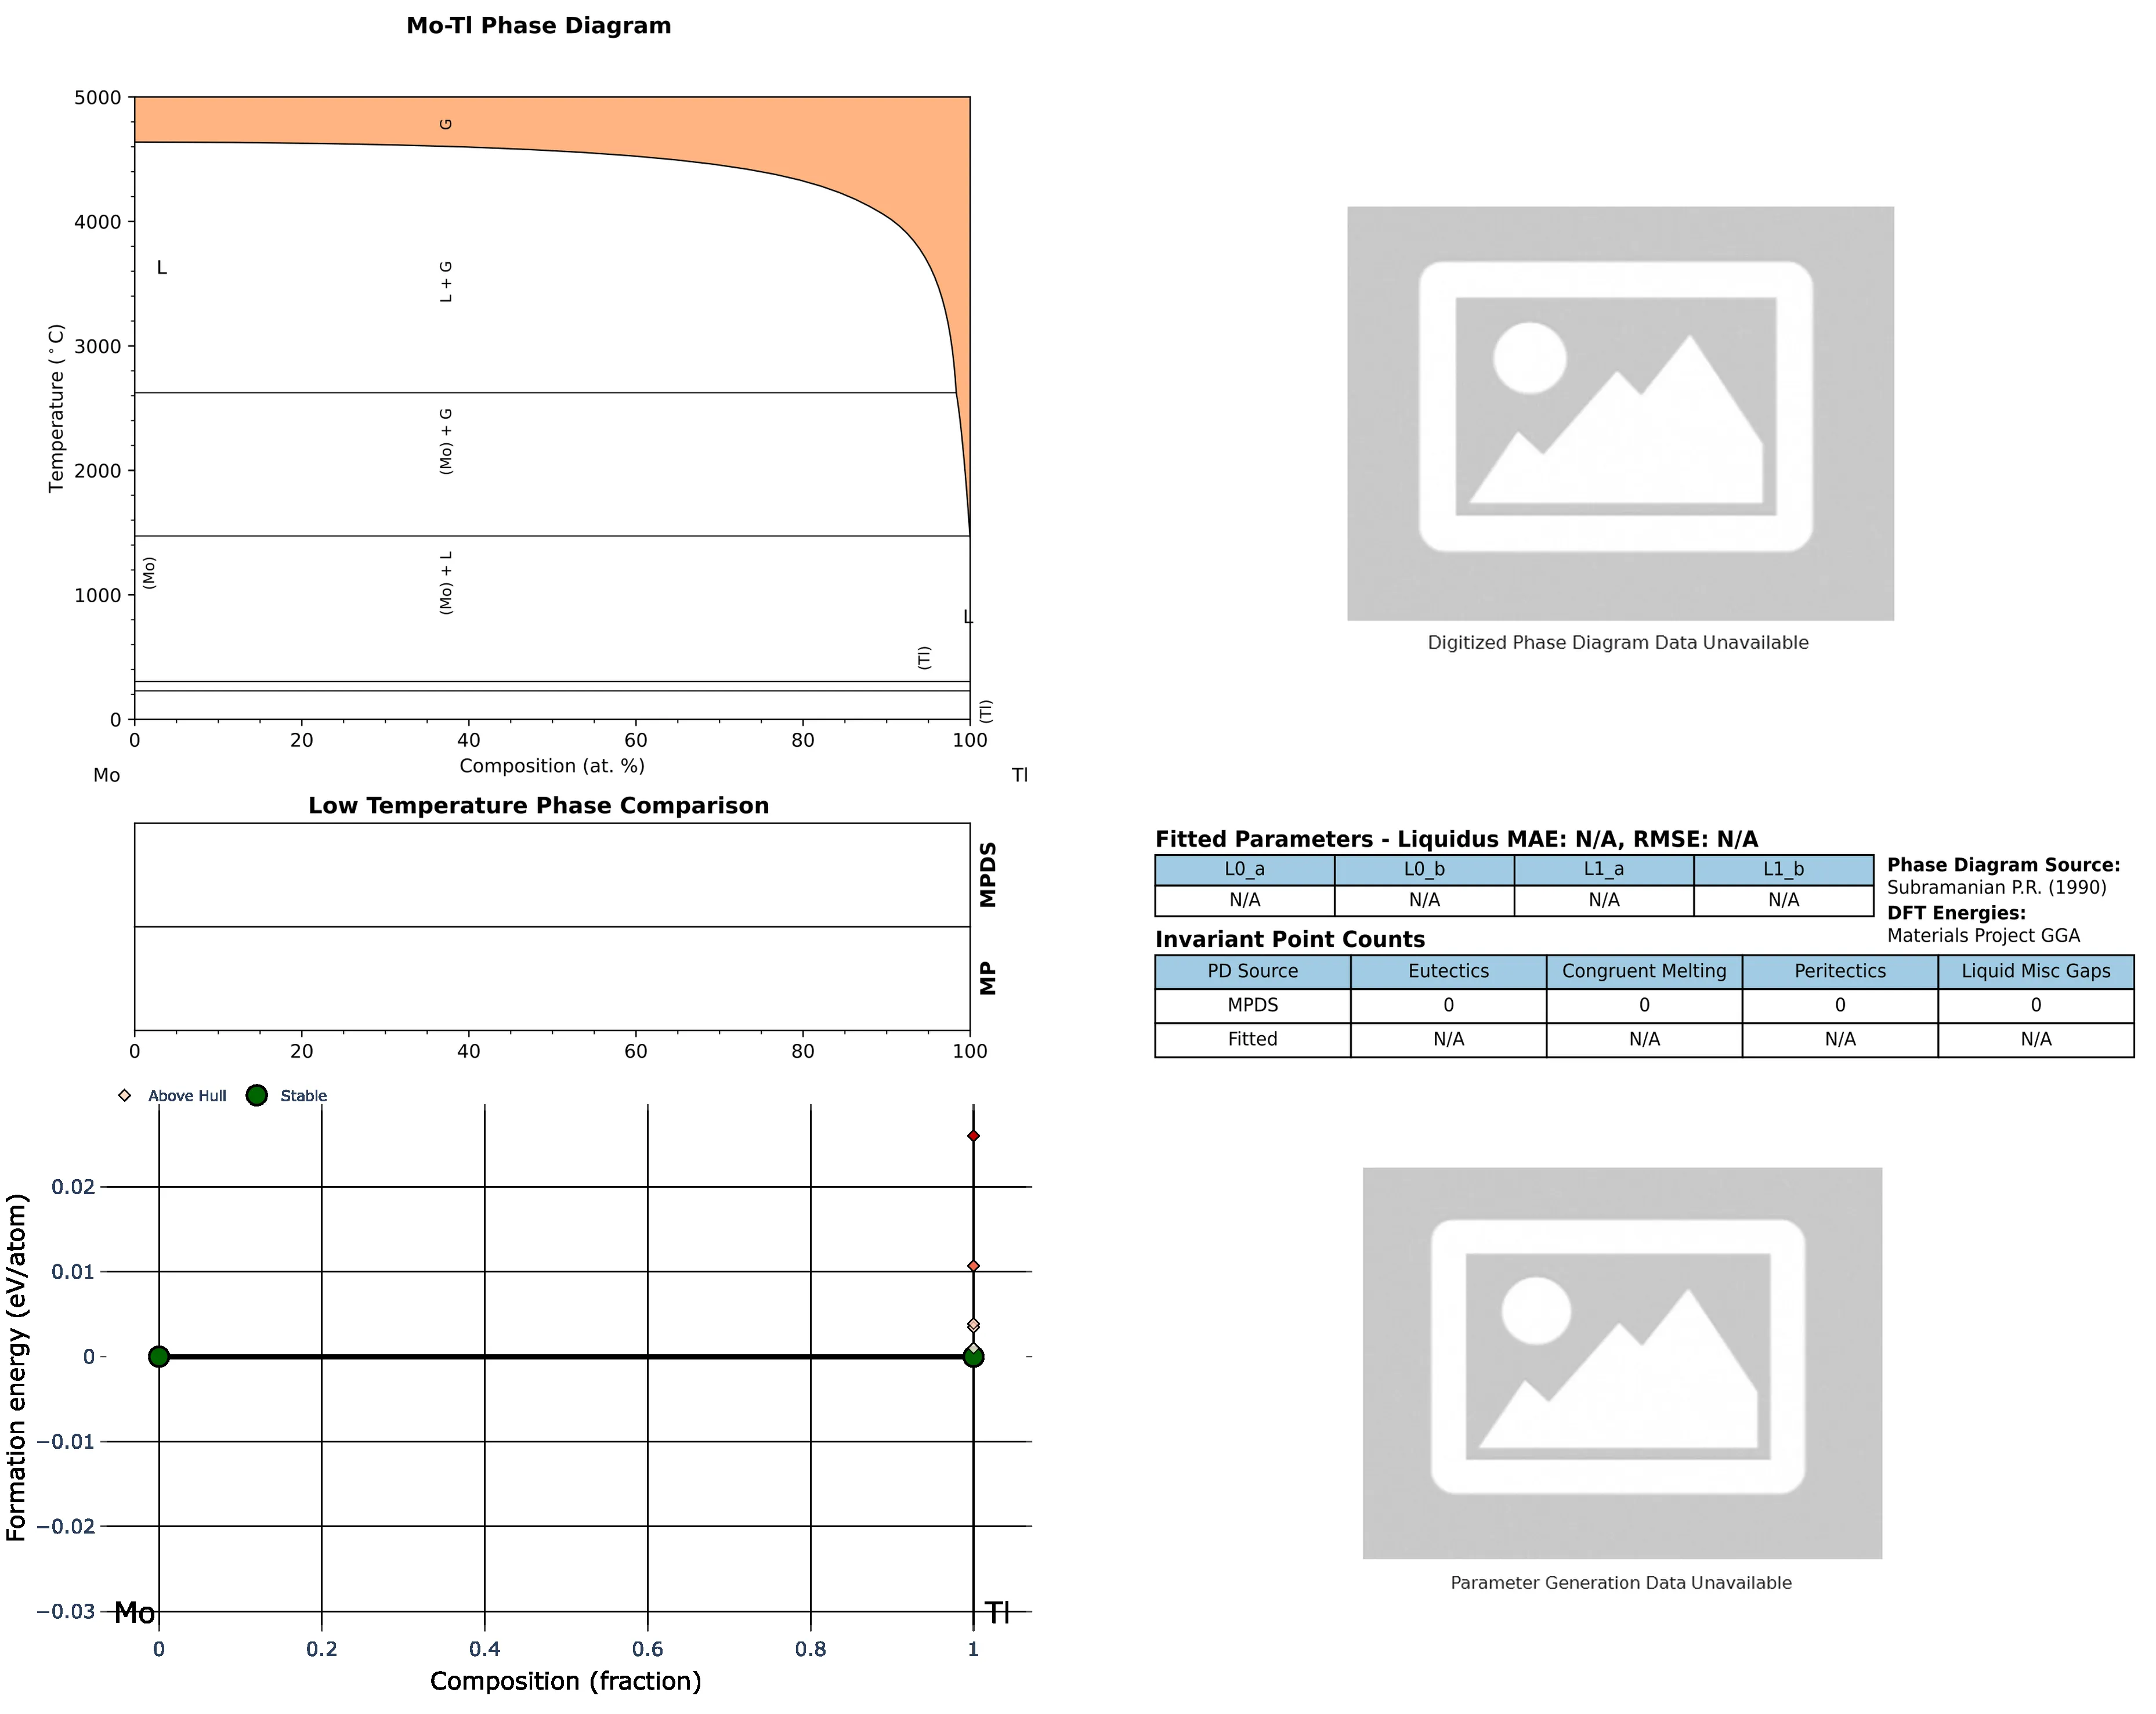 Mo-Tl Phase Diagram
5000
4000
3000
2000
1000
0
Temperature (°C)
G
L
L + G
(Mo) + G
(Mo)
(Mo) + L
L
(Tl)
(Tl)
0 20 40 60 80 100
Composition (at. %)
Mo Tl
Digitized Phase Diagram Data Unavailable
Low Temperature Phase Comparison
MPDS
MP
0 20 40 60 80 100
Fitted Parameters - Liquidus MAE: N/A, RMSE: N/A
L0_a L0_b L1_a L1_b
N/A N/A N/A N/A
Phase Diagram Source:
Subramanian P.R. (1990)
DFT Energies:
Materials Project GGA
Invariant Point Counts
PD Source Eutectics Congruent Melting Peritectics Liquid Misc Gaps
MPDS 0 0 0 0
Fitted N/A N/A N/A N/A
Above Hull Stable
0.02
0.01
0
−0.01
−0.02
−0.03
Formation energy (eV/atom)
Mo Tl
0 0.2 0.4 0.6 0.8 1
Composition (fraction)
Parameter Generation Data Unavailable